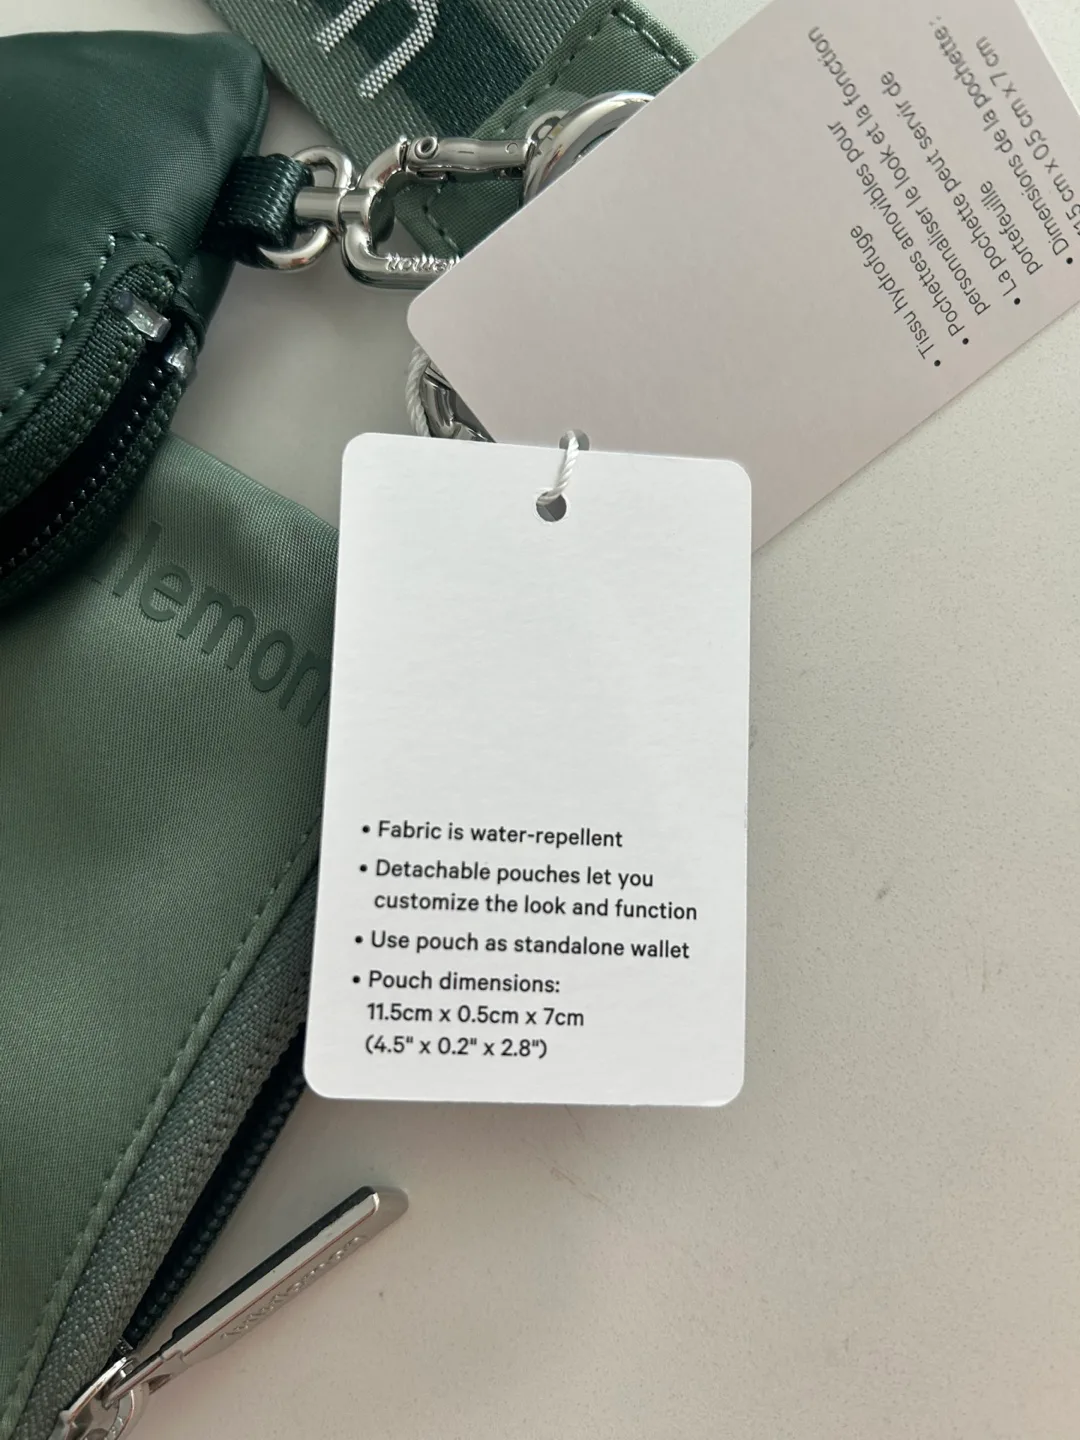 • Tissu hydrofuge
• Pochettes amovibles pour
personnaliser le look et la fonction
• La pochette peut servir de
portefeuille
• Dimensions de la pochette :
cm x 0.5 cm x 7 cm
lemon
• Fabric is water-repellent
• Detachable pouches let you
customize the look and function
• Use pouch as standalone wallet
• Pouch dimensions:
11.5cm x 0.5cm x 7cm
(4.5" x 0.2" x 2.8")
lululemon